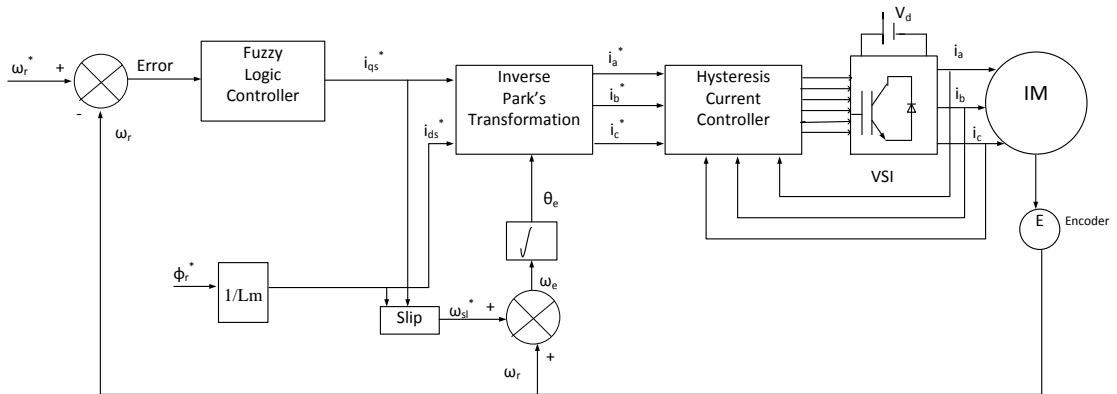 ωr*
+
-
ωr
Error
Fuzzy
Logic
Controller
iqs*
ids*
Inverse
Park's
Transformation
ia*
ib*
ic*
Hysteresis
Current
Controller
Vd
VSI
ia
ib
ic
IM
E
Encoder
θe
∫
ωe
ϕr*
1/Lm
Slip
ωsl*
+
+
ωr